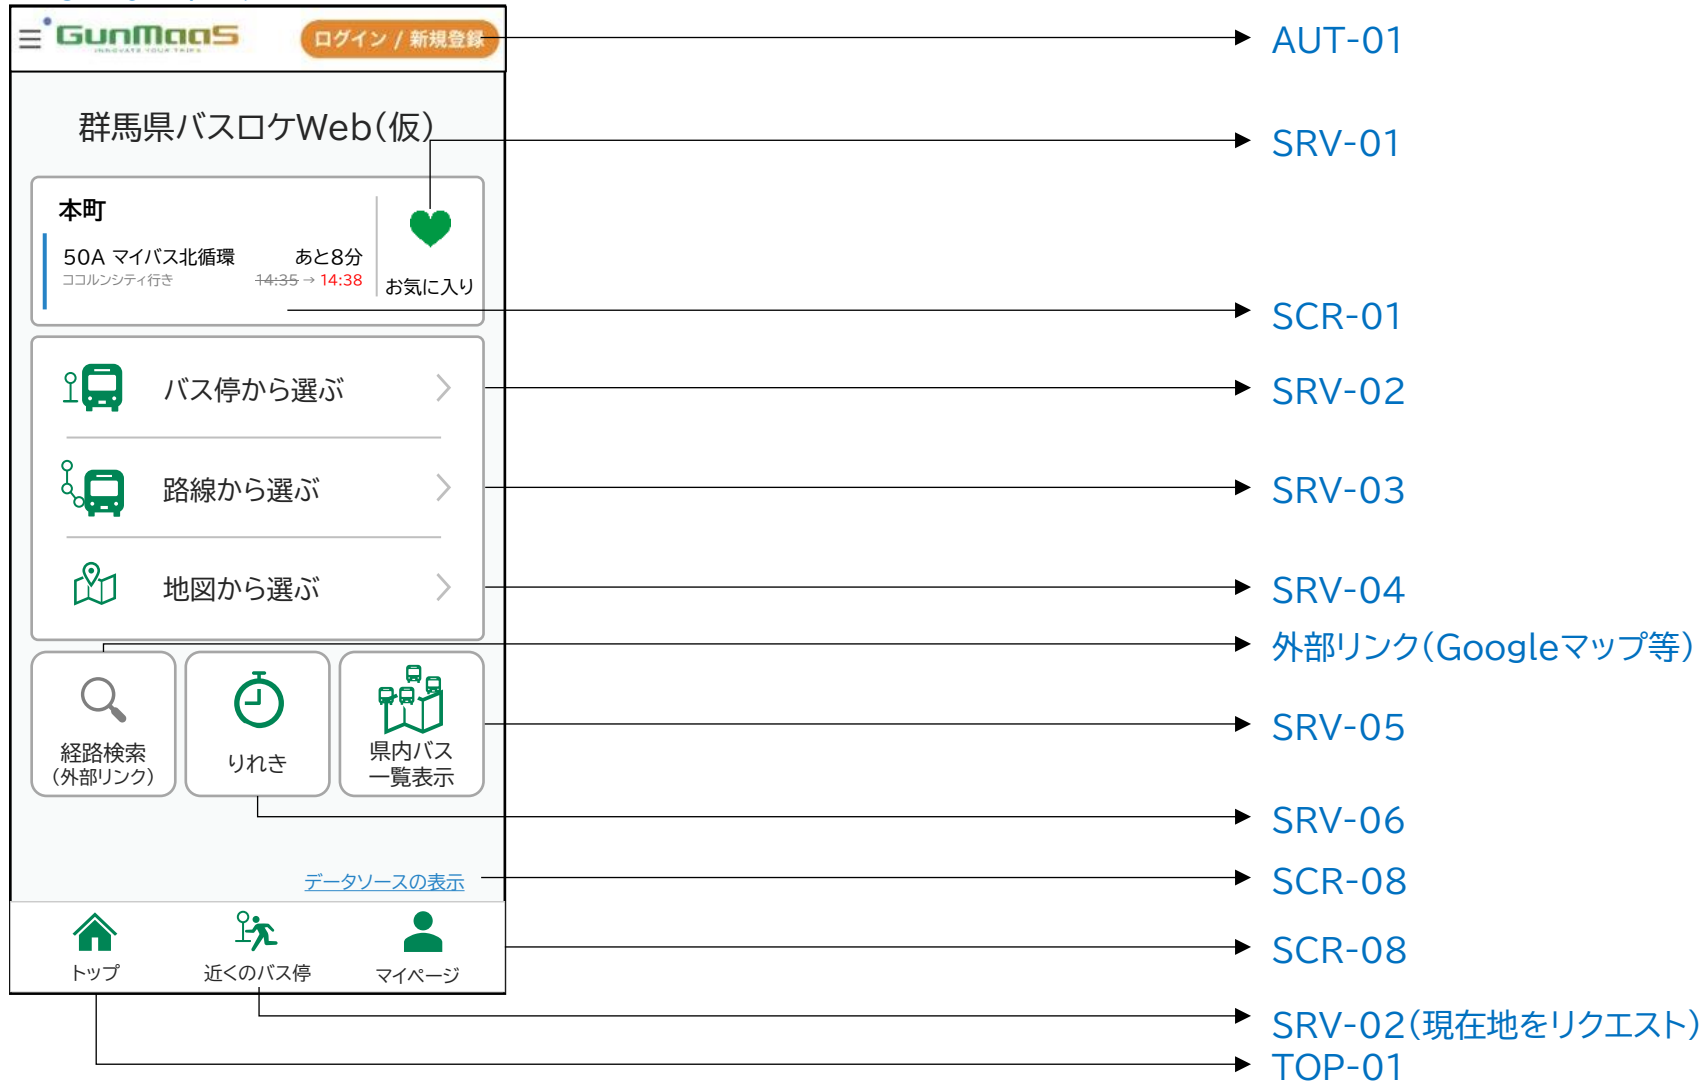 GunMaaS
INNOVATE YOUR TRIPS
ログイン / 新規登録
AUT-01
群馬県バスロケWeb(仮)
SRV-01
本町
50A マイバス北循環 あと8分
ココルンシティ行き 14:35 → 14:38
お気に入り
SCR-01
バス停から選ぶ
SRV-02
路線から選ぶ
SRV-03
地図から選ぶ
SRV-04
外部リンク(Googleマップ等)
経路検索
(外部リンク)
りれき
県内バス
一覧表示
SRV-05
SRV-06
データソースの表示
SCR-08
トップ
近くのバス停
マイページ
SCR-08
SRV-02(現在地をリクエスト)
TOP-01